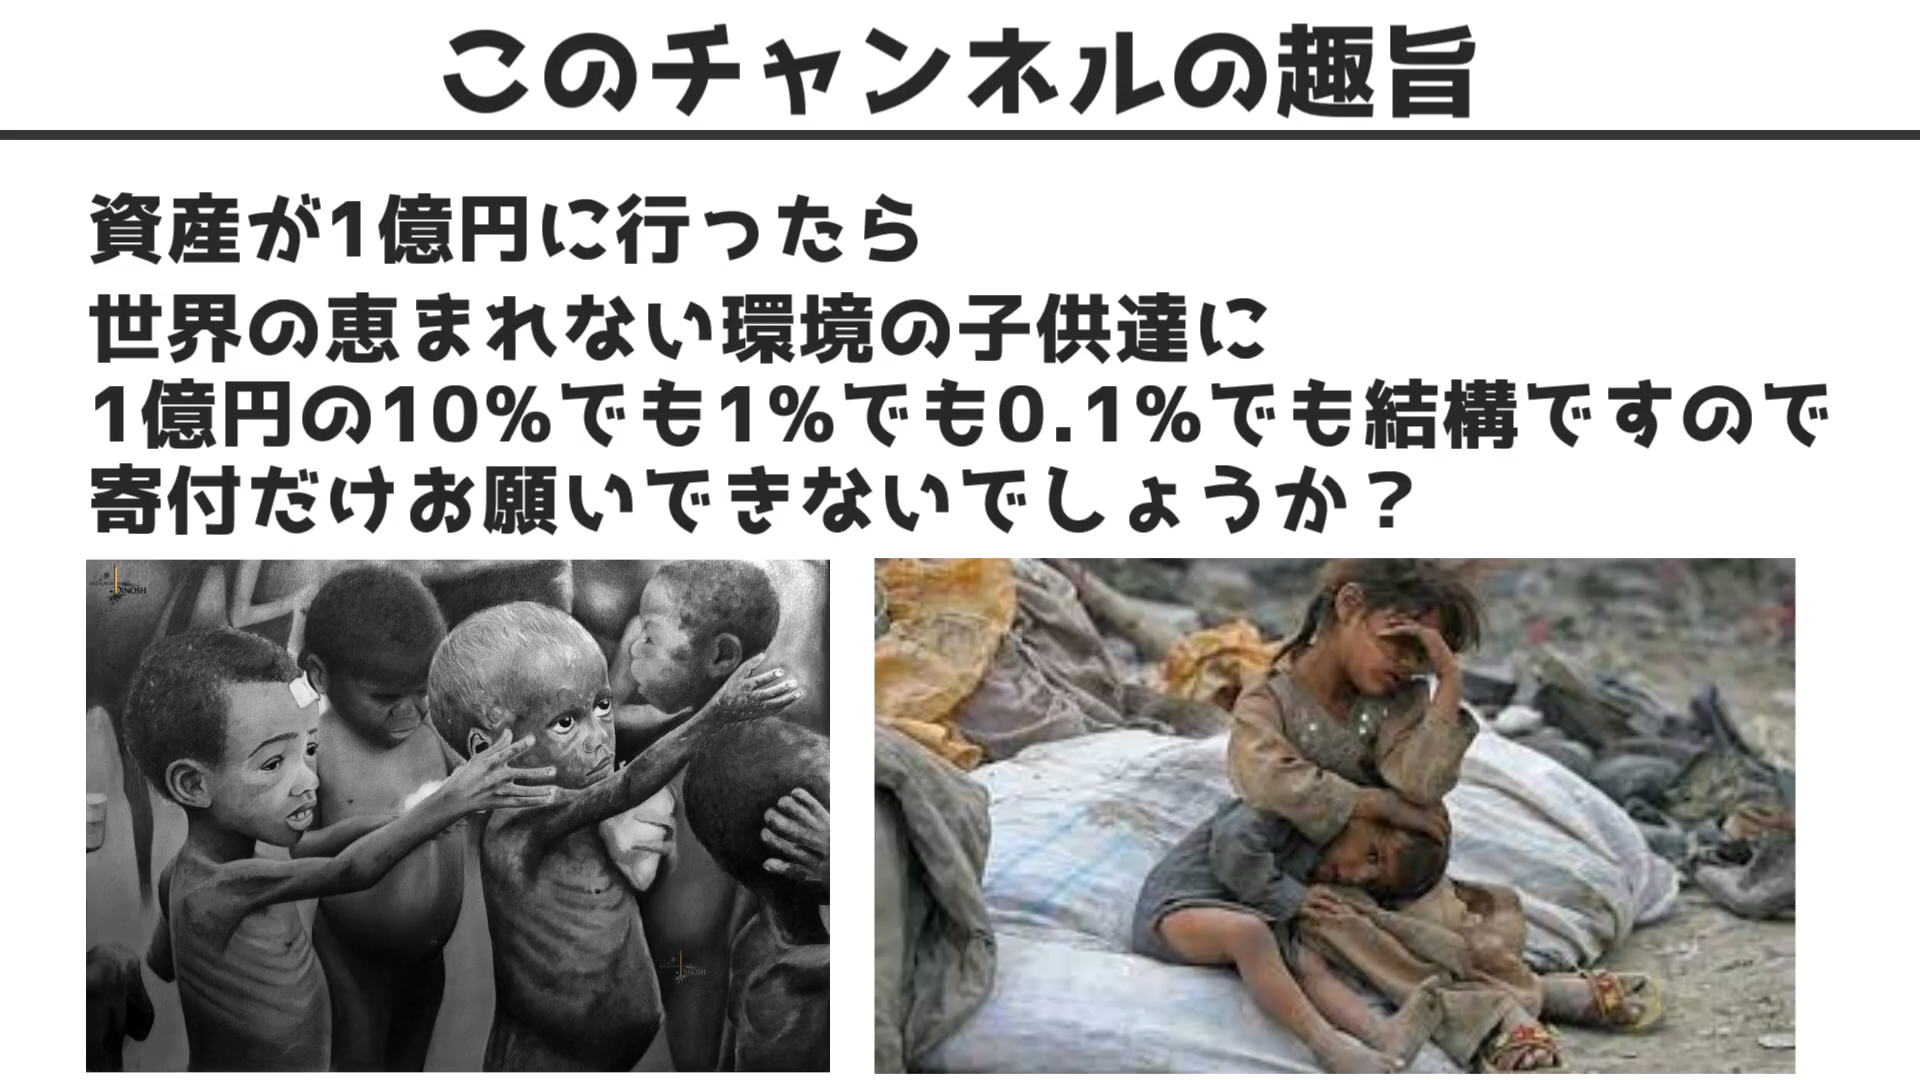 このチャンネルの趣旨
資産が1億円に行ったら
世界の恵まれない環境の子供達に
1億円の10%でも1%でも0.1%でも結構ですので
寄付だけお願いできないでしょうか？